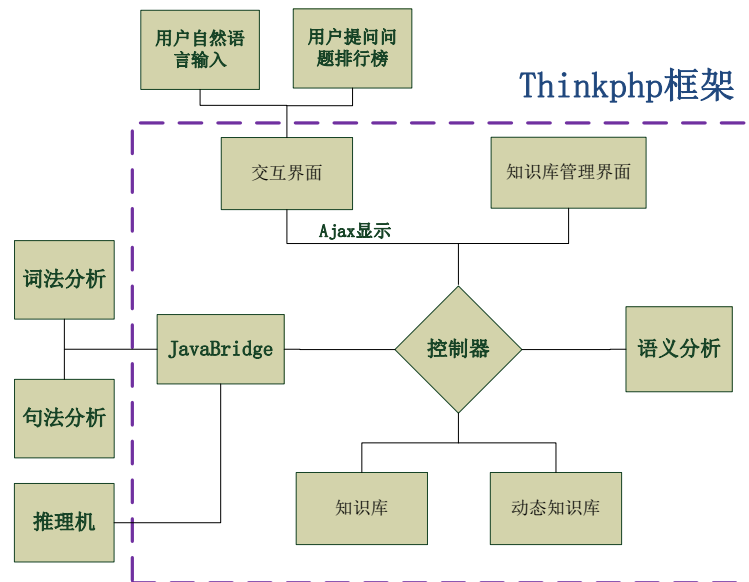 用户自然语
言输入
用户提问问
题排行榜
Thinkphp框架
交互界面
知识库管理界面
Ajax显示
词法分析
JavaBridge
控制器
语义分析
句法分析
推理机
知识库
动态知识库